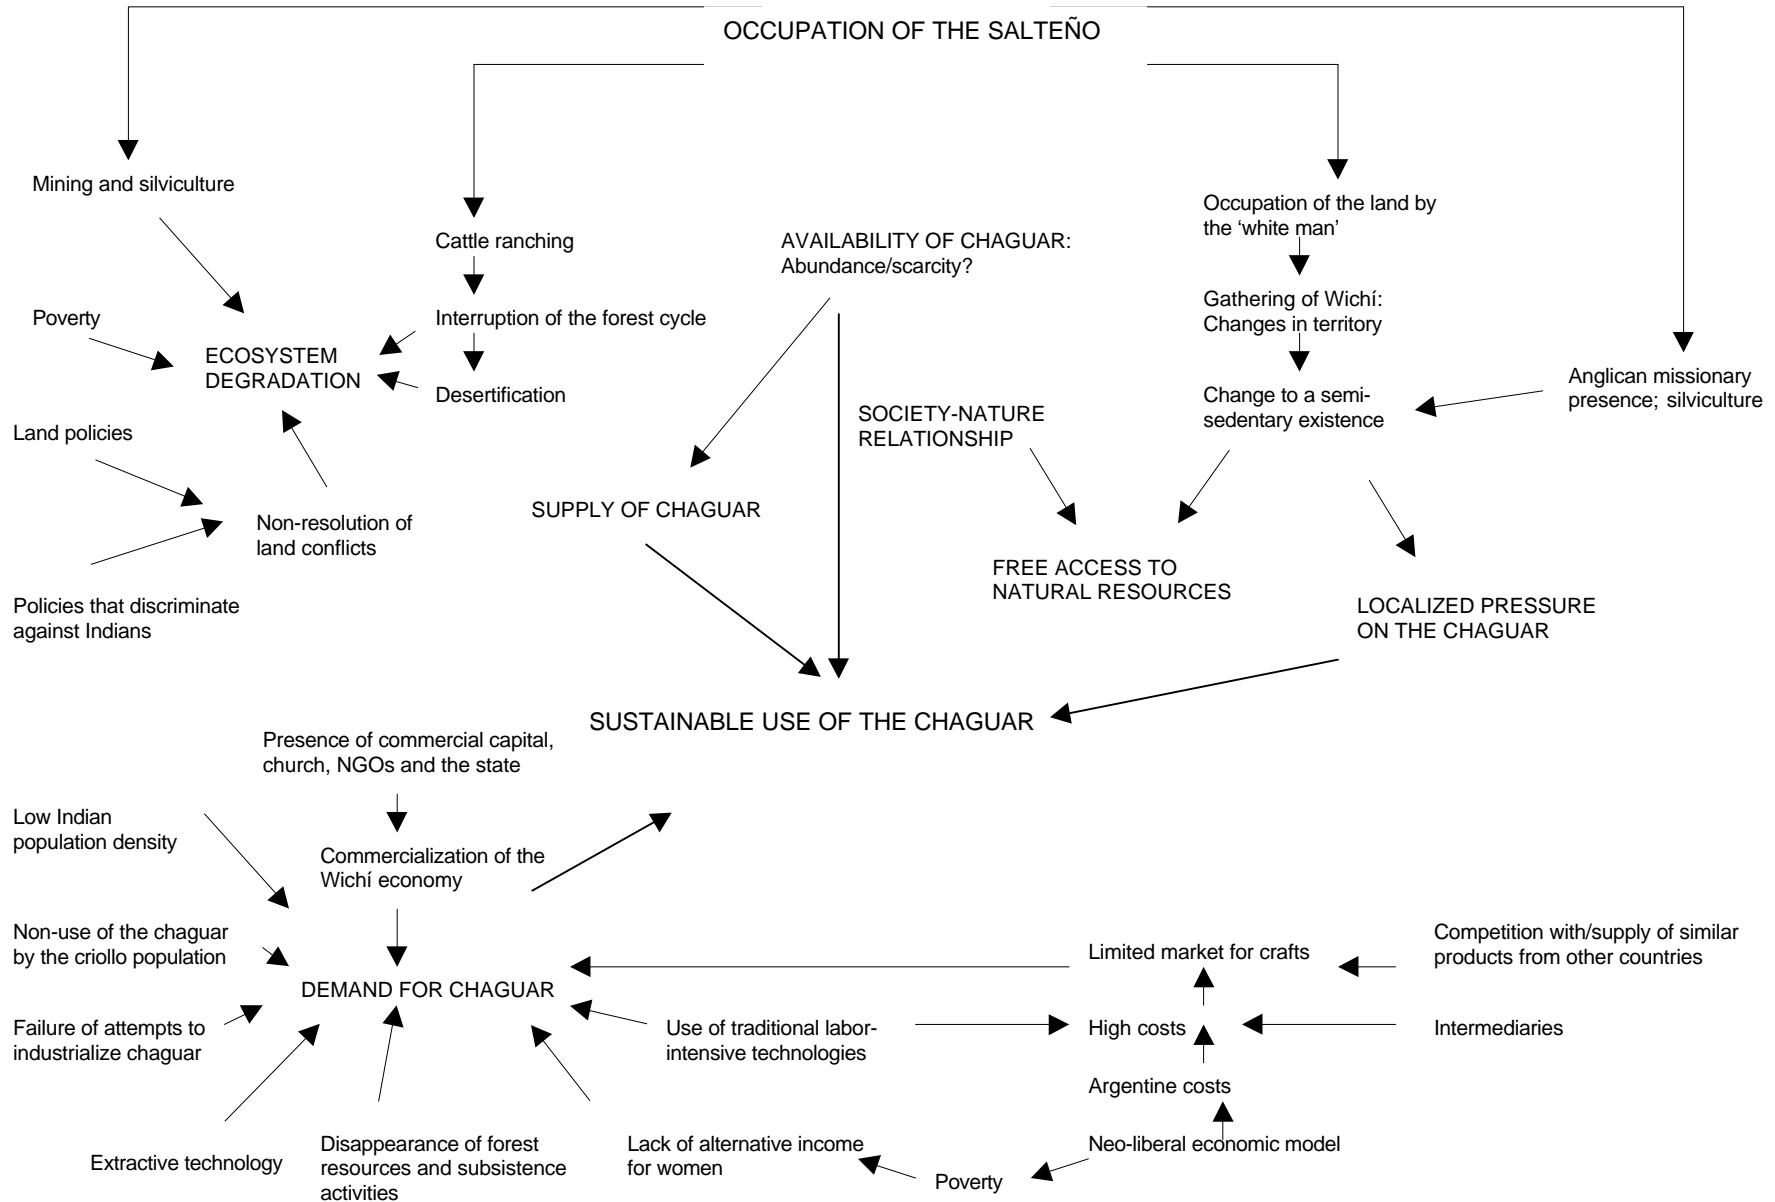 OCCUPATION OF THE SALTEÑO
Mining and silviculture
Cattle ranching
AVAILABILITY OF CHAGUAR:
Abundance/scarcity?
Occupation of the land by
the ‘white man’
Poverty
Interruption of the forest cycle
Gathering of Wichí:
Changes in territory
ECOSYSTEM
DEGRADATION
Desertification
Change to a semi-
sedentary existence
Anglican missionary
presence; silviculture
SOCIETY-NATURE
RELATIONSHIP
Land policies
SUPPLY OF CHAGUAR
Non-resolution of
land conflicts
FREE ACCESS TO
NATURAL RESOURCES
Policies that discriminate
against Indians
LOCALIZED PRESSURE
ON THE CHAGUAR
SUSTAINABLE USE OF THE CHAGUAR
Presence of commercial capital,
church, NGOs and the state
Low Indian
population density
Commercialization of the
Wichí economy
Non-use of the chaguar
by the criollo population
Limited market for crafts
Competition with/supply of similar
products from other countries
DEMAND FOR CHAGUAR
Failure of attempts to
industrialize chaguar
Use of traditional labor-
intensive technologies
High costs
Intermediaries
Argentine costs
Extractive technology
Disappearance of forest
resources and subsistence
activities
Lack of alternative income
for women
Neo-liberal economic model
Poverty